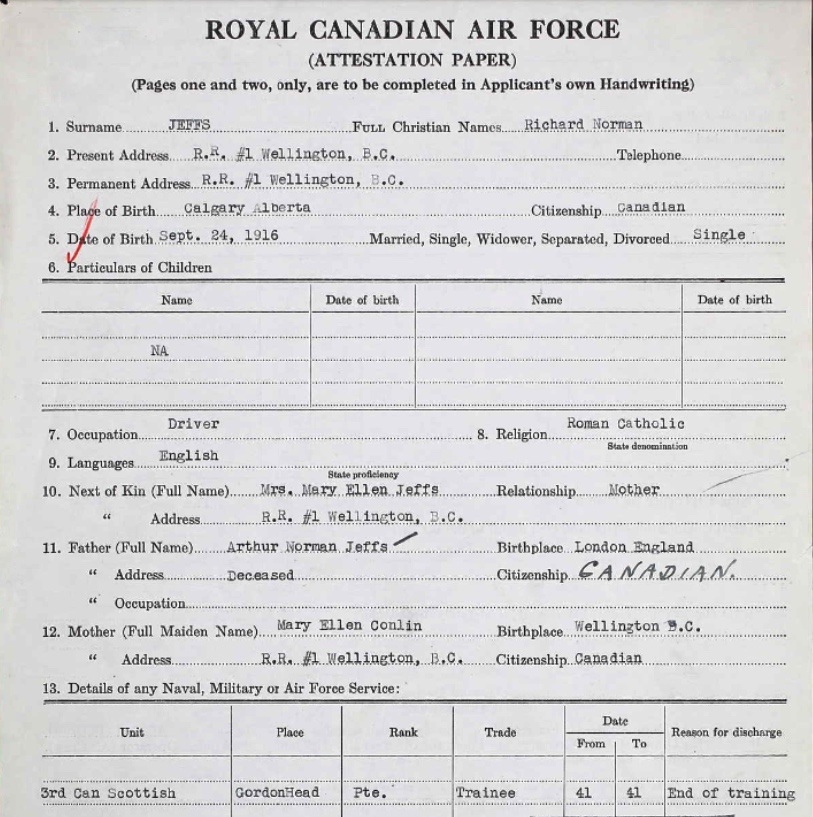 ROYAL CANADIAN AIR FORCE
(ATTESTATION PAPER)
(Pages one and two, only, are to be completed in Applicant's own Handwriting)
1. Surname JEFFS FULL Christian Names Richard Norman
2. Present Address R.R. #1 Wellington, B.C. Telephone
3. Permanent Address R.R. #1 Wellington, B.C.
4. Place of Birth Calgary Alberta Citizenship Canadian
5. Date of Birth Sept. 24, 1916 Married, Single, Widower, Separated, Divorced Single
6. Particulars of Children
Name Date of birth Name Date of birth
NA
7. Occupation Driver 8. Religion Roman Catholic
State denomination
9. Languages English
State proficiency
10. Next of Kin (Full Name) Mrs. Mary Ellen Jeffs Relationship Mother
" Address R.R. #1 Wellington, B.C.
11. Father (Full Name) Arthur Norman Jeffs Birthplace London England
" Address Deceased Citizenship CANADIAN.
" Occupation
12. Mother (Full Maiden Name) Mary Ellen Conlin Birthplace Wellington B.C.
" Address R.R. #1 Wellington, B.C. Citizenship Canadian
13. Details of any Naval, Military or Air Force Service:
Unit Place Rank Trade Date Reason for discharge
From To
3rd Can Scottish GordonHead Pte. Trainee 41 41 End of training